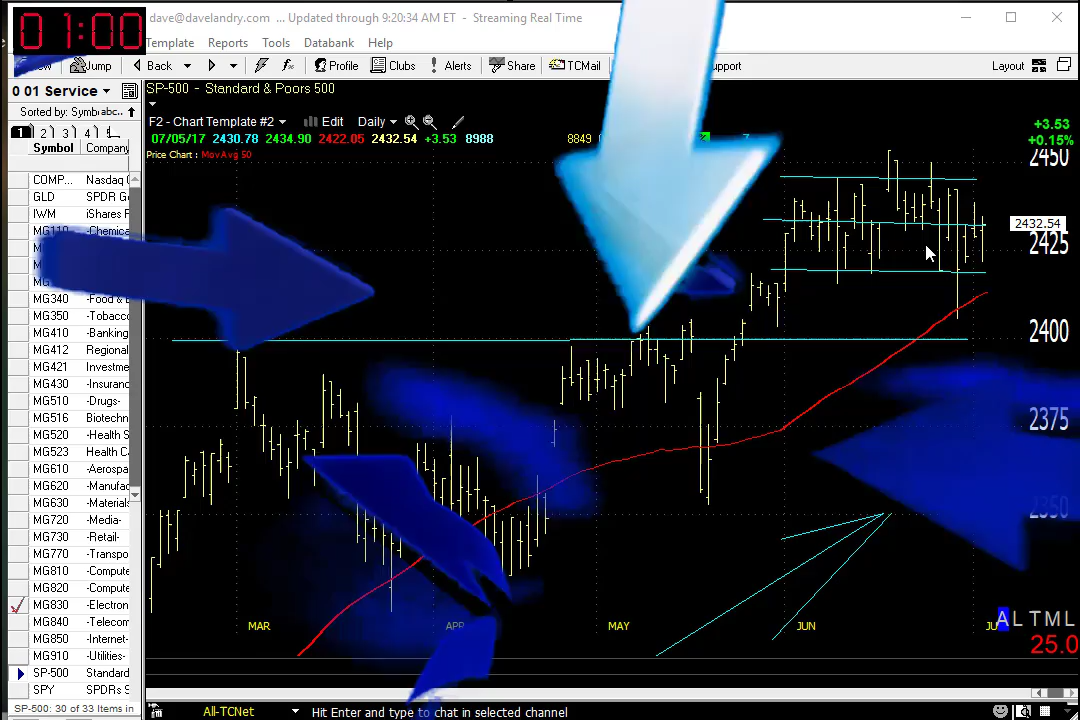 01:00
dave@davelandry.com ... Updated through 9:20:34 AM ET - Streaming Real Time
Template Reports Tools Databank Help
Jump Back Profile Clubs Alerts Share TCMail upport Layout
0 01 Service
SP-500 - Standard & Poors 500
Sorted by: Symbol abc..
1 2 3 4
Symbol Company
F2 - Chart Template #2 Edit Daily
07/05/17 2430.78 2434.90 2422.05 2432.54 +3.53 8988 8849
Price Chart : MovAvg 50
+3.53
+0.15%
2450
2432.54
2425
2400
2375
2350
COMP... Nasdaq
GLD SPDR G
IWM iShares
MG110 -Chemica
MG340 -Food &
MG350 -Tobacco
MG410 -Banking
MG412 Regional
MG421 Investme
MG430 -Insuranc
MG510 -Drugs-
MG516 Biotechn
MG520 -Health S
MG523 Health C
MG610 -Aerospa
MG620 -Manufac
MG630 -Materials
MG720 -Media-
MG730 -Retail-
MG770 -Transpo
MG810 -Compute
MG820 -Compute
MG830 -Electron
MG840 -Telecom
MG850 -Internet-
MG910 -Utilities-
SP-500 Standard
SPY SPDRs S
MAR APR MAY JUN JU
A L T M L
25.0
SP-500: 30 of 33 Items in
All-TCNet Hit Enter and type to chat in selected channel